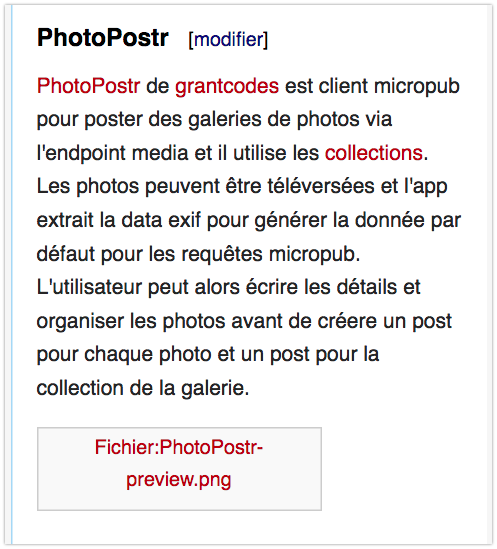 PhotoPostr [modifier]
PhotoPostr de grantcodes est client micropub
pour poster des galeries de photos via
l'endpoint media et il utilise les collections.
Les photos peuvent être téléversées et l'app
extrait la data exif pour générer la donnée par
défaut pour les requêtes micropub.
L'utilisateur peut alors écrire les détails et
organiser les photos avant de créere un post
pour chaque photo et un post pour la
collection de la galerie.
Fichier:PhotoPostr-
preview.png